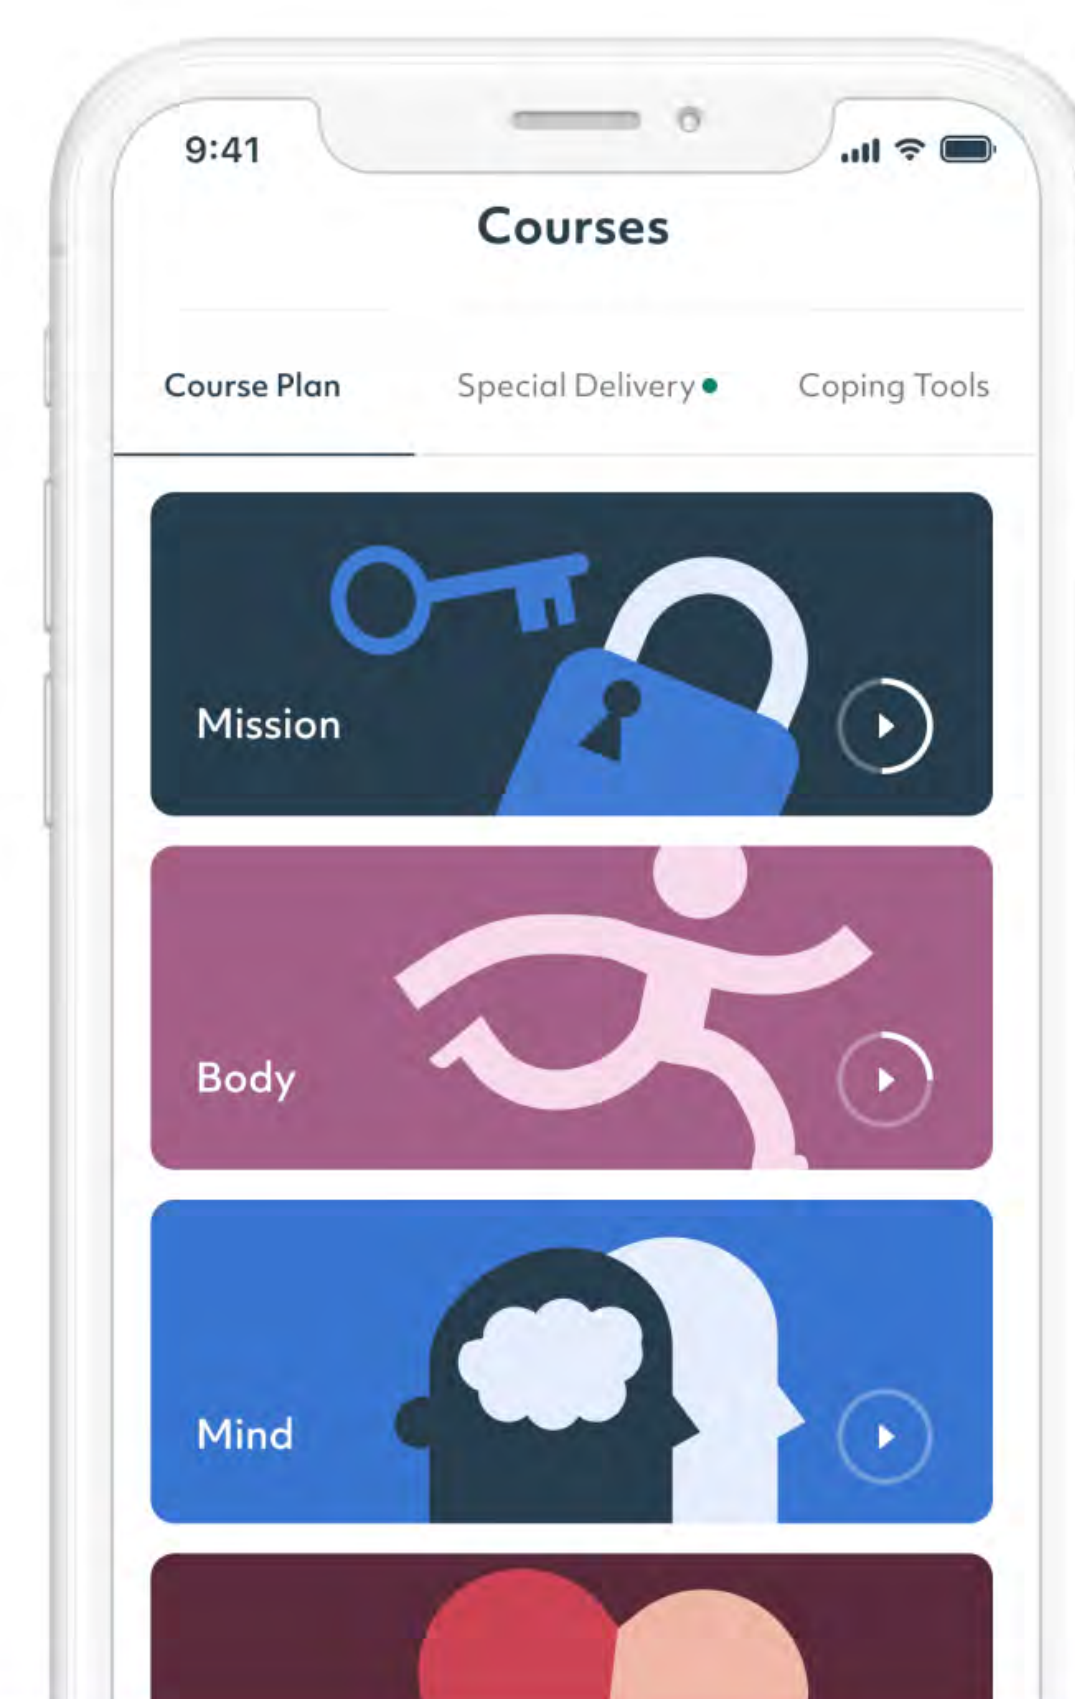 9:41
Courses
Course Plan
Special Delivery
Coping Tools
Mission
Body
Mind